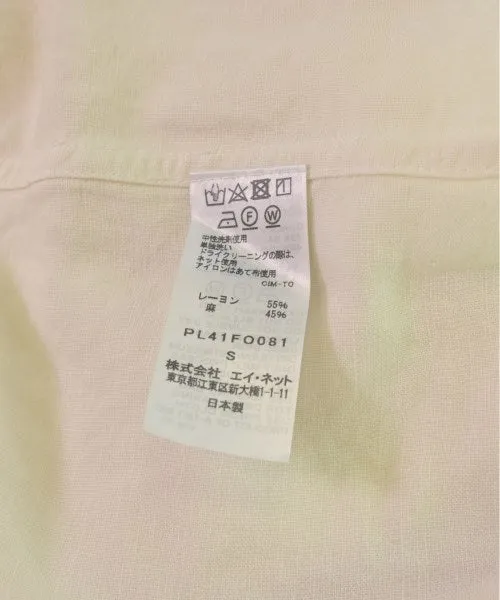 F W
中性洗剤使用
単独洗い
ドライクリーニングの際は、
ネット使用
アイロンはあて布使用
CIM-TO
レーヨン 55%
麻 45%
PL41FO081
S
株式会社 エイ・ネット
東京都江東区新大橋1-1-11
日本製